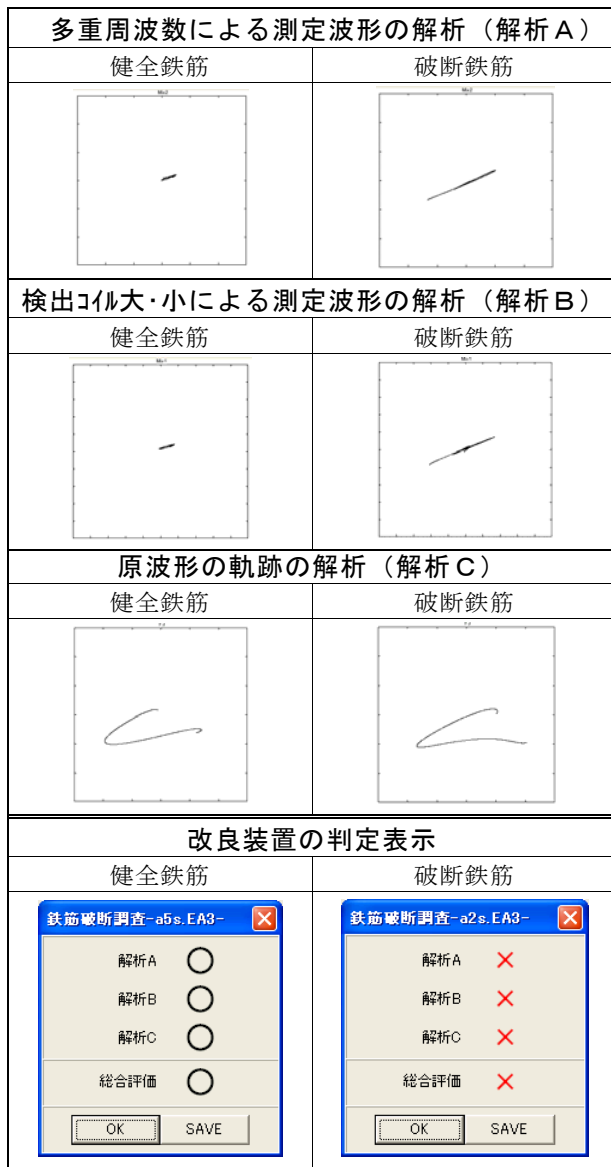 多重周波数による測定波形の解析（解析Ａ）
健全鉄筋 破断鉄筋
検出ｺｲﾙ大･小による測定波形の解析（解析Ｂ）
健全鉄筋 破断鉄筋
原波形の軌跡の解析（解析Ｃ）
健全鉄筋 破断鉄筋
改良装置の判定表示
健全鉄筋 破断鉄筋
鉄筋破断調査-a5s.EA3- 鉄筋破断調査-a2s.EA3-
解析A ○ 解析A ×
解析B ○ 解析B ×
解析C ○ 解析C ×
総合評価 ○ 総合評価 ×
OK SAVE OK SAVE